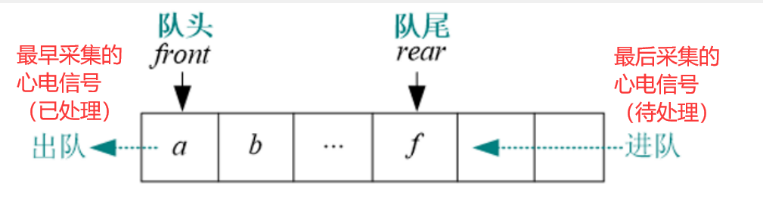 队头
front
队尾
rear
最早采集的
心电信号
（已处理）
最后采集的
心电信号
（待处理）
出队
a
b
...
f
进队